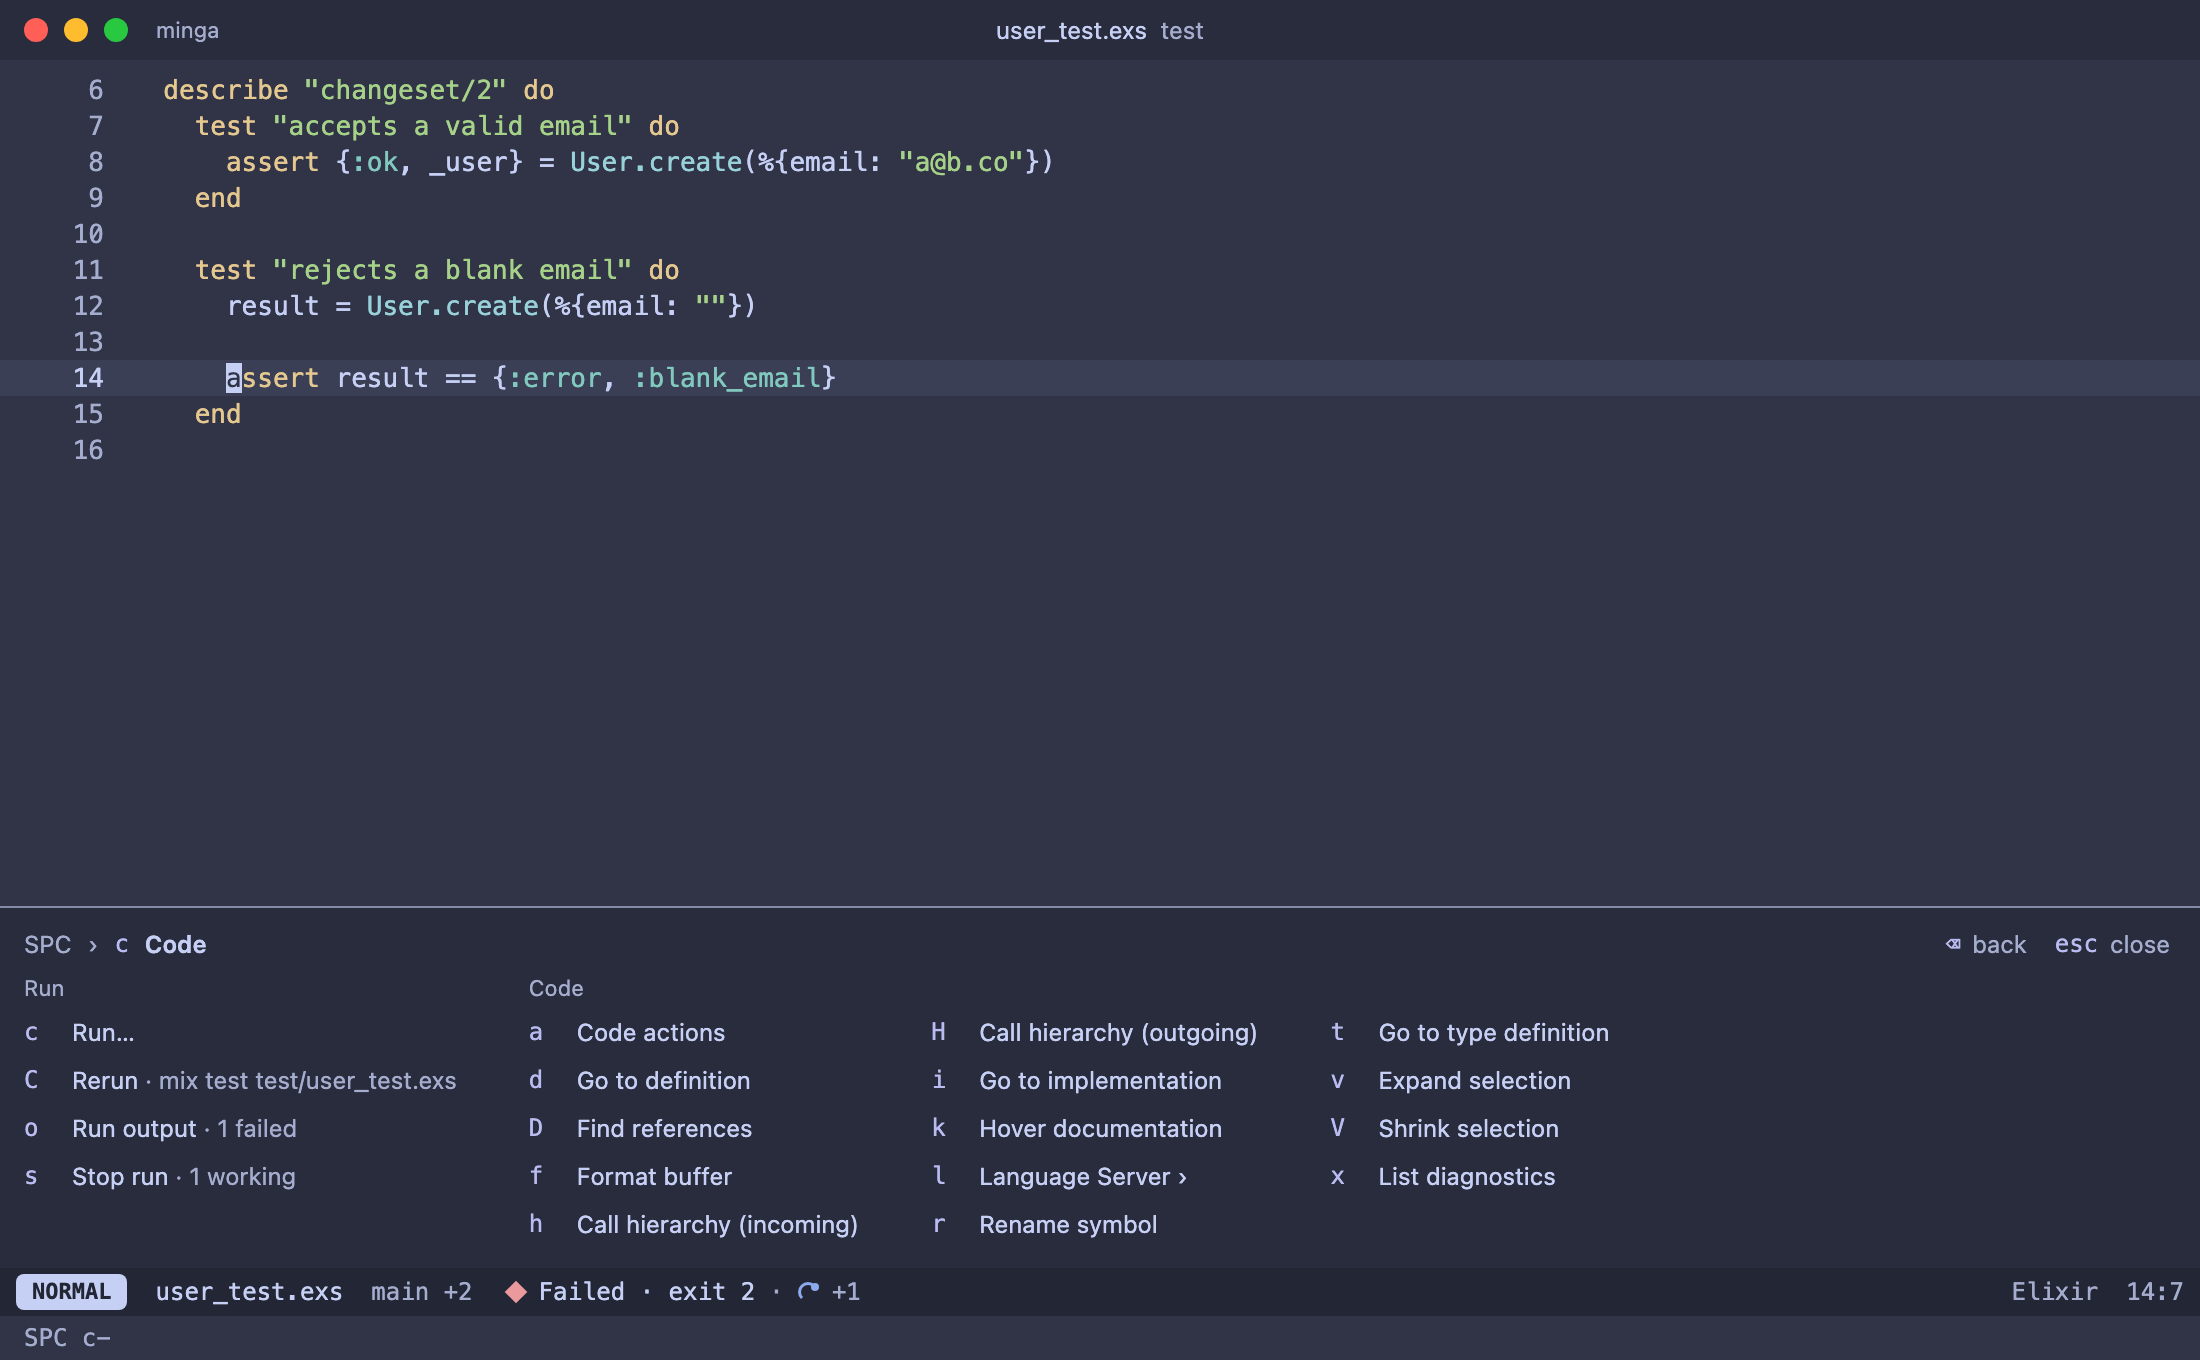 minga
user_test.exs test
6 describe "changeset/2" do
7 test "accepts a valid email" do
8 assert {:ok, _user} = User.create(%{email: "a@b.co"})
9 end
10
11 test "rejects a blank email" do
12 result = User.create(%{email: ""})
13
14 assert result == {:error, :blank_email}
15 end
16
SPC › c Code
⌫ back esc close
Run
c Run...
C Rerun · mix test test/user_test.exs
o Run output · 1 failed
s Stop run · 1 working
Code
a Code actions
d Go to definition
D Find references
f Format buffer
h Call hierarchy (incoming)
H Call hierarchy (outgoing)
i Go to implementation
k Hover documentation
l Language Server ›
r Rename symbol
t Go to type definition
v Expand selection
V Shrink selection
x List diagnostics
NORMAL user_test.exs main +2 ◆ Failed · exit 2 · +1
Elixir 14:7
SPC c–